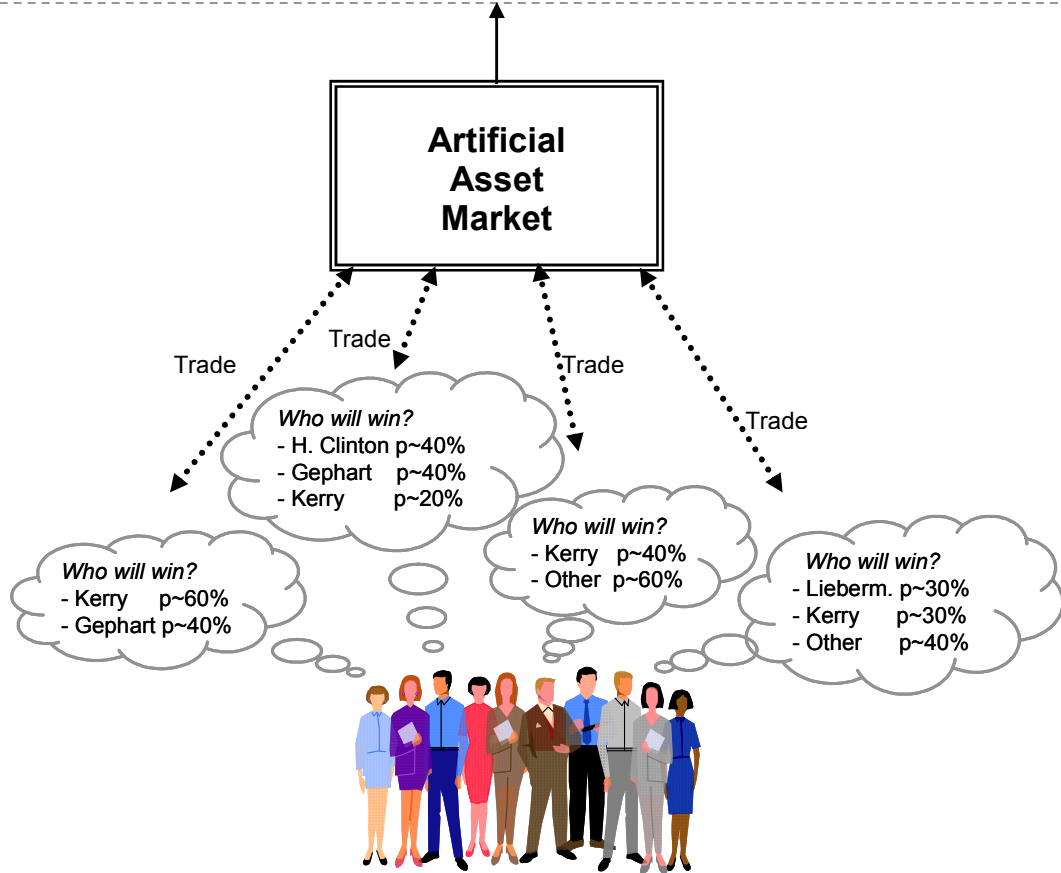 Artificial
Asset
Market
Trade
Trade
Trade
Trade
Who will win?
- H. Clinton p~40%
- Gephart p~40%
- Kerry p~20%
Who will win?
- Kerry p~60%
- Gephart p~40%
Who will win?
- Kerry p~40%
- Other p~60%
Who will win?
- Lieberm. p~30%
- Kerry p~30%
- Other p~40%